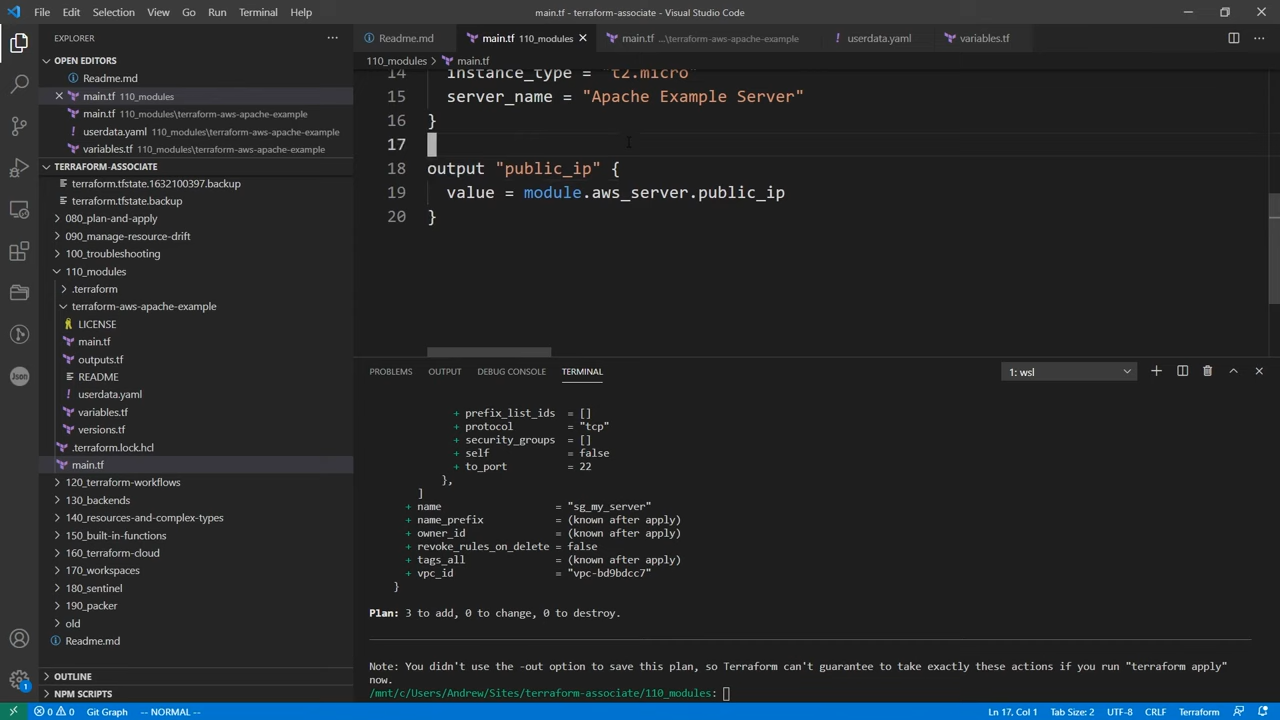 File Edit Selection View Go Run Terminal Help
main.tf - terraform-associate - Visual Studio Code
EXPLORER
OPEN EDITORS
Readme.md
main.tf 110_modules
main.tf 110_modules\terraform-aws-apache-example
userdata.yaml 110_modules\terraform-aws-apache-example
variables.tf 110_modules\terraform-aws-apache-example
TERRAFORM-ASSOCIATE
terraform.tfstate.1632100397.backup
terraform.tfstate.backup
080_plan-and-apply
090_manage-resource-drift
100_troubleshooting
110_modules
.terraform
terraform-aws-apache-example
LICENSE
main.tf
outputs.tf
README
userdata.yaml
variables.tf
versions.tf
.terraform.lock.hcl
main.tf
120_terraform-workflows
130_backends
140_resources-and-complex-types
150_built-in-functions
160_terraform-cloud
170_workspaces
180_sentinel
190_packer
old
Readme.md
OUTLINE
NPM SCRIPTS
Json
1
Readme.md
main.tf 110_modules
main.tf ...\terraform-aws-apache-example
userdata.yaml
variables.tf
110_modules > main.tf
14 instance_type = "t2.micro"
15 server_name = "Apache Example Server"
16 }
17
18 output "public_ip" {
19 value = module.aws_server.public_ip
20 }
PROBLEMS OUTPUT DEBUG CONSOLE TERMINAL
1: wsl
+ prefix_list_ids = []
+ protocol = "tcp"
+ security_groups = []
+ self = false
+ to_port = 22
},
]
+ name = "sg_my_server"
+ name_prefix = (known after apply)
+ owner_id = (known after apply)
+ revoke_rules_on_delete = false
+ tags_all = (known after apply)
+ vpc_id = "vpc-bd9bdcc7"
}
Plan: 3 to add, 0 to change, 0 to destroy.
Note: You didn't use the -out option to save this plan, so Terraform can't guarantee to take exactly these actions if you run "terraform apply"
now.
/mnt/c/Users/Andrew/Sites/terraform-associate/110_modules:
0 0 Git Graph -- NORMAL -- Ln 17, Col 1 Tab Size: 2 UTF-8 CRLF Terraform